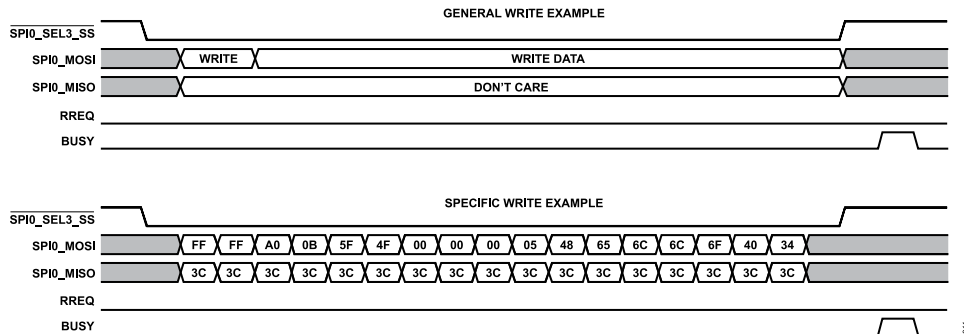 GENERAL WRITE EXAMPLE
SPI0_SEL3_SS
SPI0_MOSI WRITE WRITE DATA
SPI0_MISO DON'T CARE
RREQ
BUSY
SPECIFIC WRITE EXAMPLE
SPI0_SEL3_SS
SPI0_MOSI FF FF A0 0B 5F 4F 00 00 00 05 48 65 6C 6C 6F 40 34
SPI0_MISO 3C 3C 3C 3C 3C 3C 3C 3C 3C 3C 3C 3C 3C 3C 3C 3C 3C
RREQ
BUSY